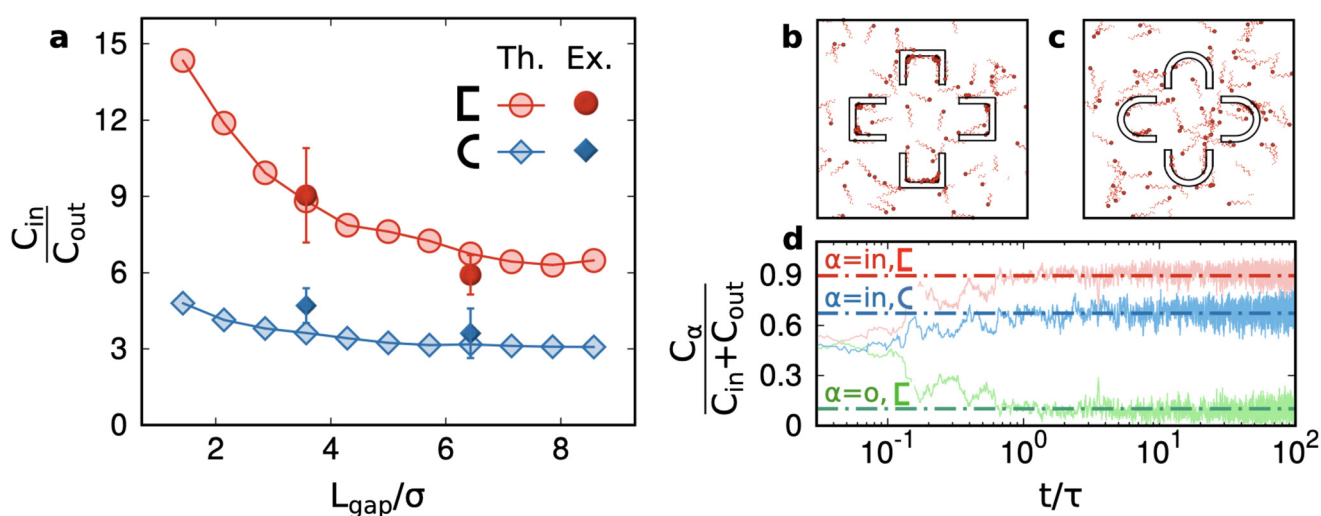 a
15
12
9
6
3
0
C_in
C_out
Th. Ex.
2 4 6 8
L_gap/σ
b
c
d
0.9
0.6
0.3
0
α=in,
α=in,
α=o,
C_α
C_in+C_out
10^-1 10^0 10^1 10^2
t/τ